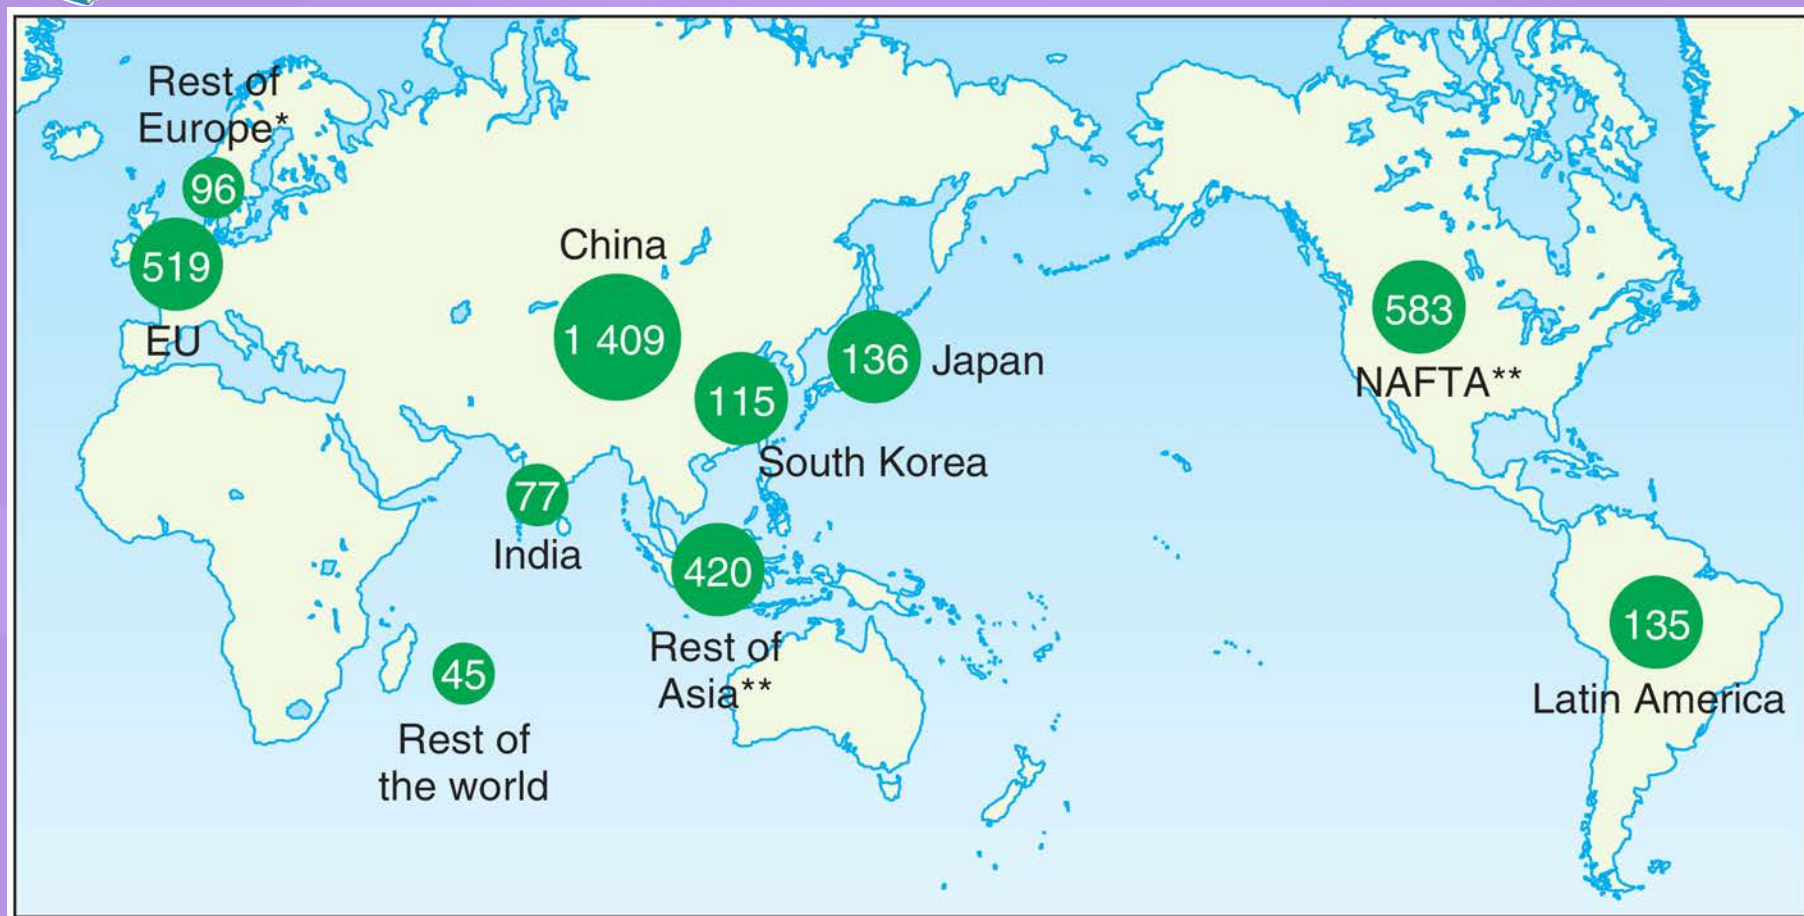 Rest of
Europe*
96
519
EU
China
1 409
115
South Korea
136
Japan
77
India
420
Rest of
Asia**
45
Rest of
the world
583
NAFTA**
135
Latin America